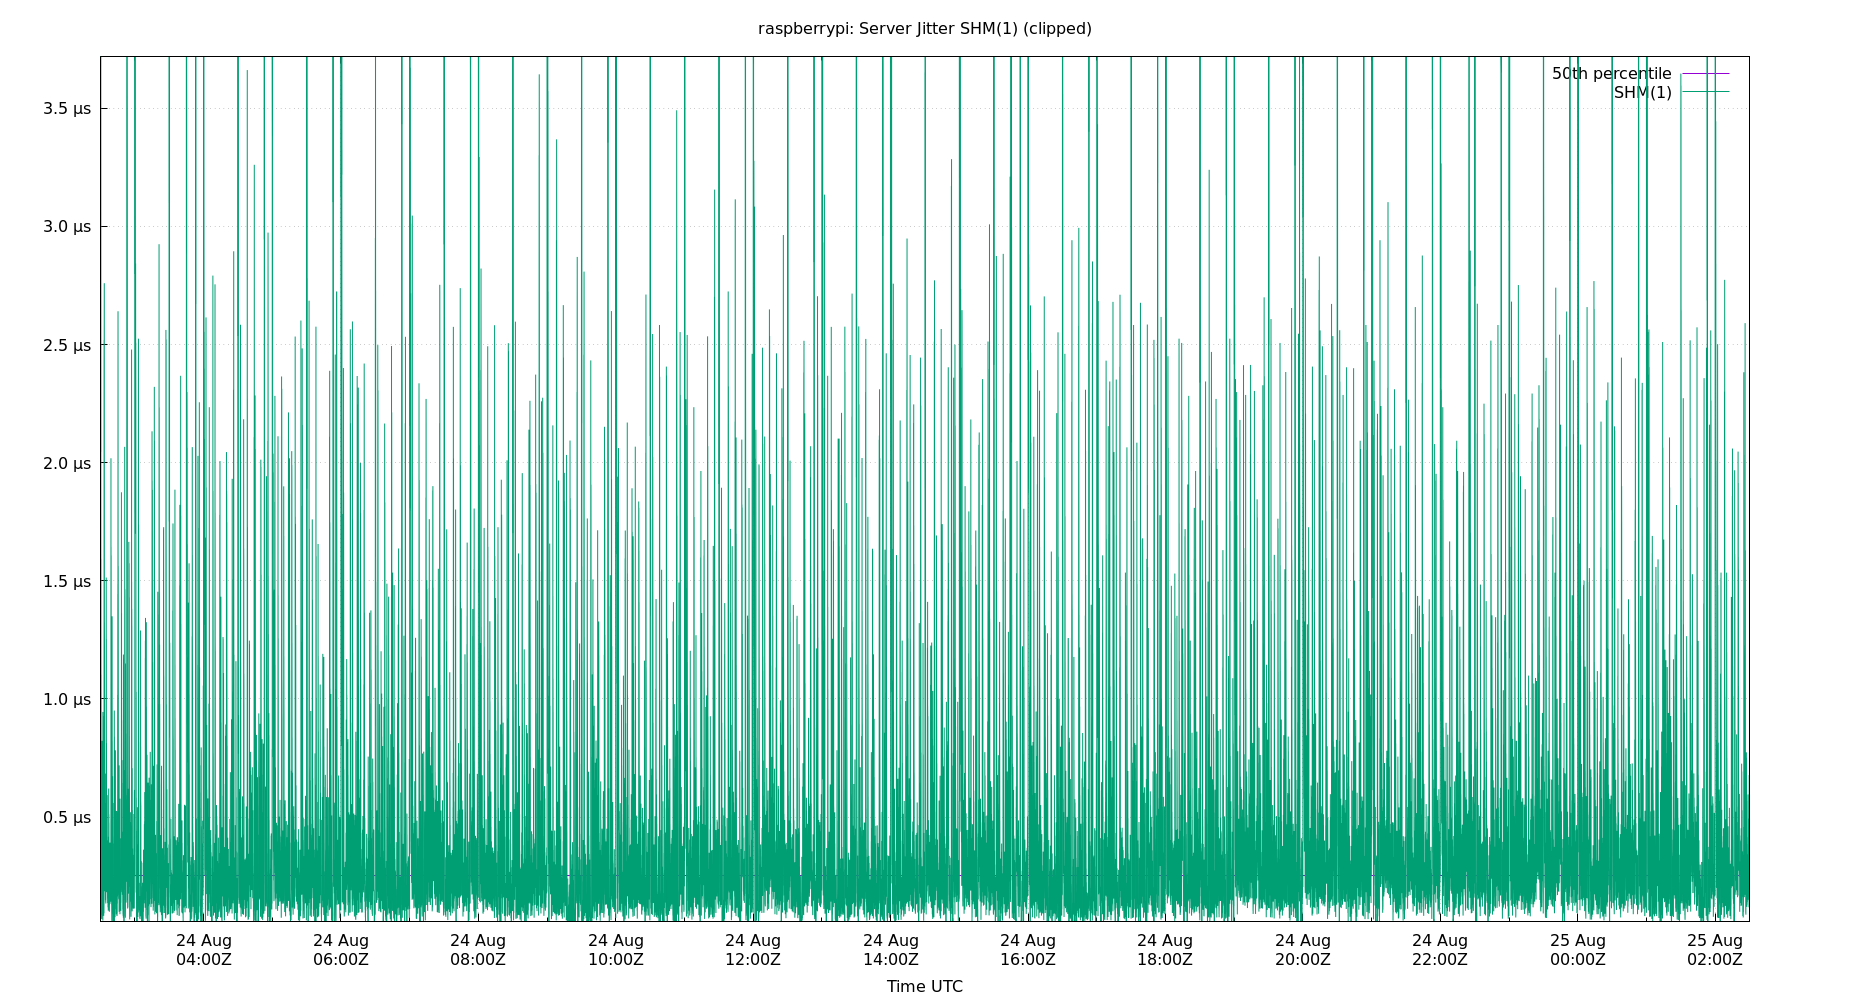 raspberrypi: Server Jitter SHM(1) (clipped)
50th percentile
SHM(1)
3.5 µs
3.0 µs
2.5 µs
2.0 µs
1.5 µs
1.0 µs
0.5 µs
24 Aug 24 Aug 24 Aug 24 Aug 24 Aug 24 Aug 24 Aug 24 Aug 24 Aug 24 Aug 25 Aug 25 Aug
04:00Z 06:00Z 08:00Z 10:00Z 12:00Z 14:00Z 16:00Z 18:00Z 20:00Z 22:00Z 00:00Z 02:00Z
Time UTC